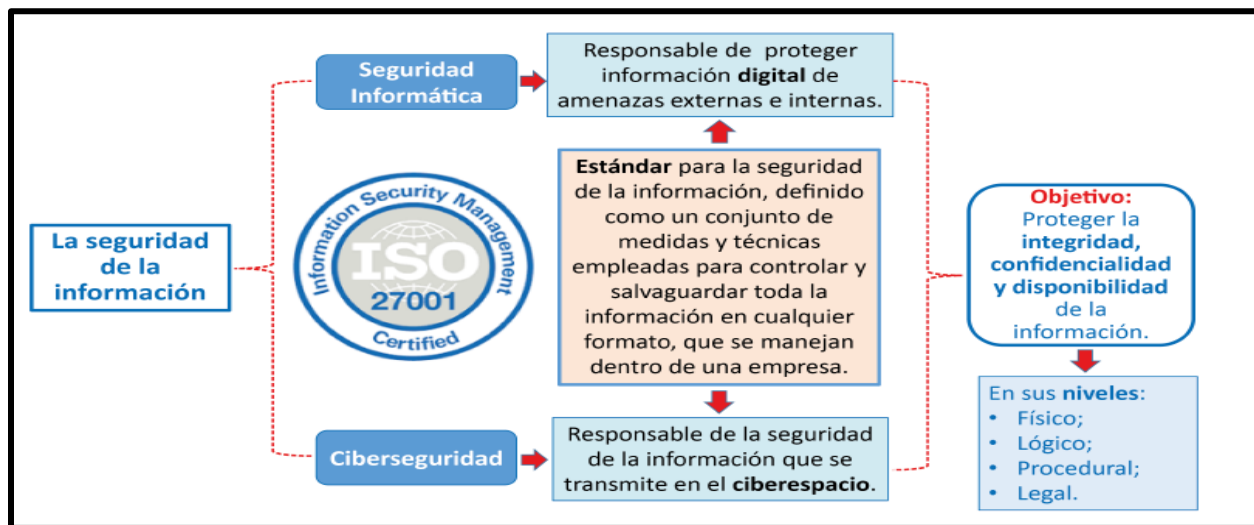 La seguridad
de la
información
Seguridad
Informática
Responsable de proteger
información digital de
amenazas externas e internas.
Information Security Management
ISO
27001
Certified
Estándar para la seguridad
de la información, definido
como un conjunto de
medidas y técnicas
empleadas para controlar y
salvaguardar toda la
información en cualquier
formato, que se manejan
dentro de una empresa.
Ciberseguridad
Responsable de la seguridad
de la información que se
transmite en el ciberespacio.
Objetivo:
Proteger la
integridad,
confidencialidad
y disponibilidad
de la
información.
En sus niveles:
• Físico;
• Lógico;
• Procedural;
• Legal.